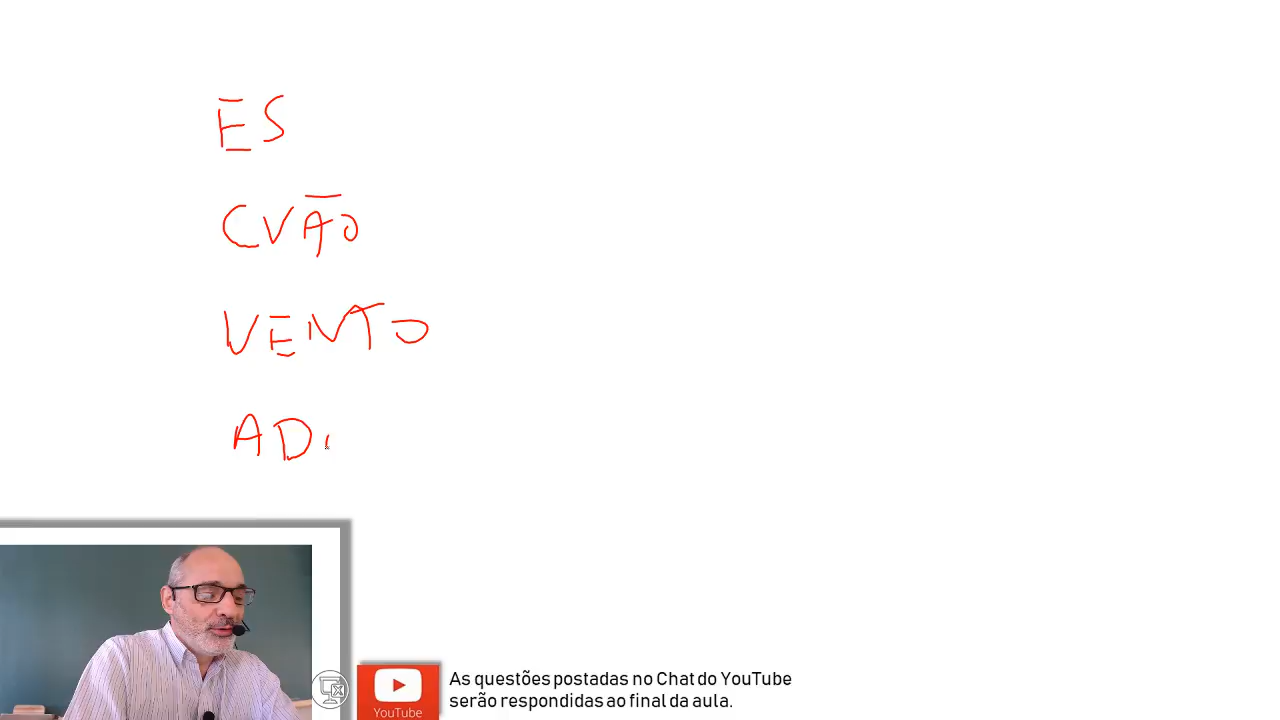 ES
CVÃO
VENTO
AD
YouTube
As questões postadas no Chat do YouTube
serão respondidas ao final da aula.